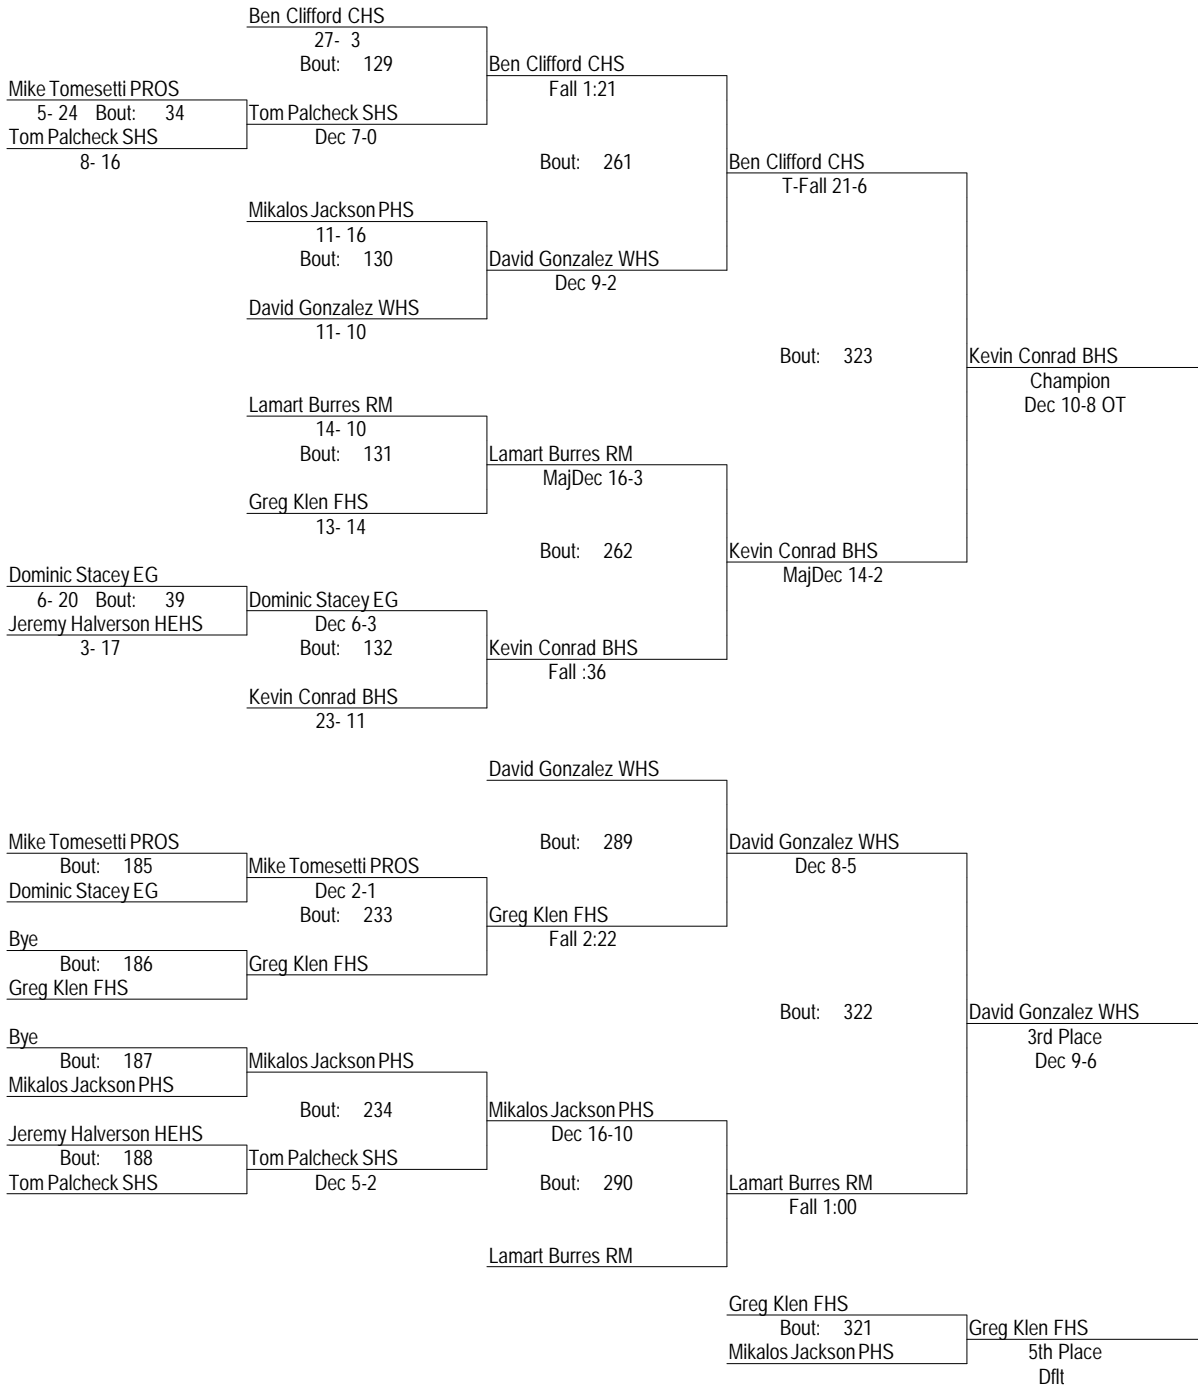 Ben Clifford CHS
27- 3
Bout: 129
Ben Clifford CHS
Fall 1:21
Mike Tomesetti PROS
5- 24 Bout: 34
Tom Palcheck SHS
Dec 7-0
Tom Palcheck SHS
8- 16
Bout: 261
Ben Clifford CHS
T-Fall 21-6
Mikalos Jackson PHS
11- 16
Bout: 130
David Gonzalez WHS
Dec 9-2
David Gonzalez WHS
11- 10
Bout: 323
Kevin Conrad BHS
Champion
Dec 10-8 OT
Lamart Burres RM
14- 10
Bout: 131
Lamart Burres RM
MajDec 16-3
Greg Klen FHS
13- 14
Bout: 262
Kevin Conrad BHS
MajDec 14-2
Dominic Stacey EG
6- 20 Bout: 39
Dominic Stacey EG
Dec 6-3
Jeremy Halverson HEHS
3- 17
Bout: 132
Kevin Conrad BHS
Fall :36
Kevin Conrad BHS
23- 11
David Gonzalez WHS
Mike Tomesetti PROS
Bout: 185
Dominic Stacey EG
Mike Tomesetti PROS
Dec 2-1
Bout: 289
David Gonzalez WHS
Dec 8-5
Bout: 233
Greg Klen FHS
Fall 2:22
Bye
Bout: 186
Greg Klen FHS
Greg Klen FHS
Bout: 322
David Gonzalez WHS
3rd Place
Dec 9-6
Bye
Bout: 187
Mikalos Jackson PHS
Mikalos Jackson PHS
Bout: 234
Mikalos Jackson PHS
Dec 16-10
Jeremy Halverson HEHS
Bout: 188
Tom Palcheck SHS
Tom Palcheck SHS
Dec 5-2
Bout: 290
Lamart Burres RM
Fall 1:00
Lamart Burres RM
Greg Klen FHS
Bout: 321
Mikalos Jackson PHS
Greg Klen FHS
5th Place
Dflt